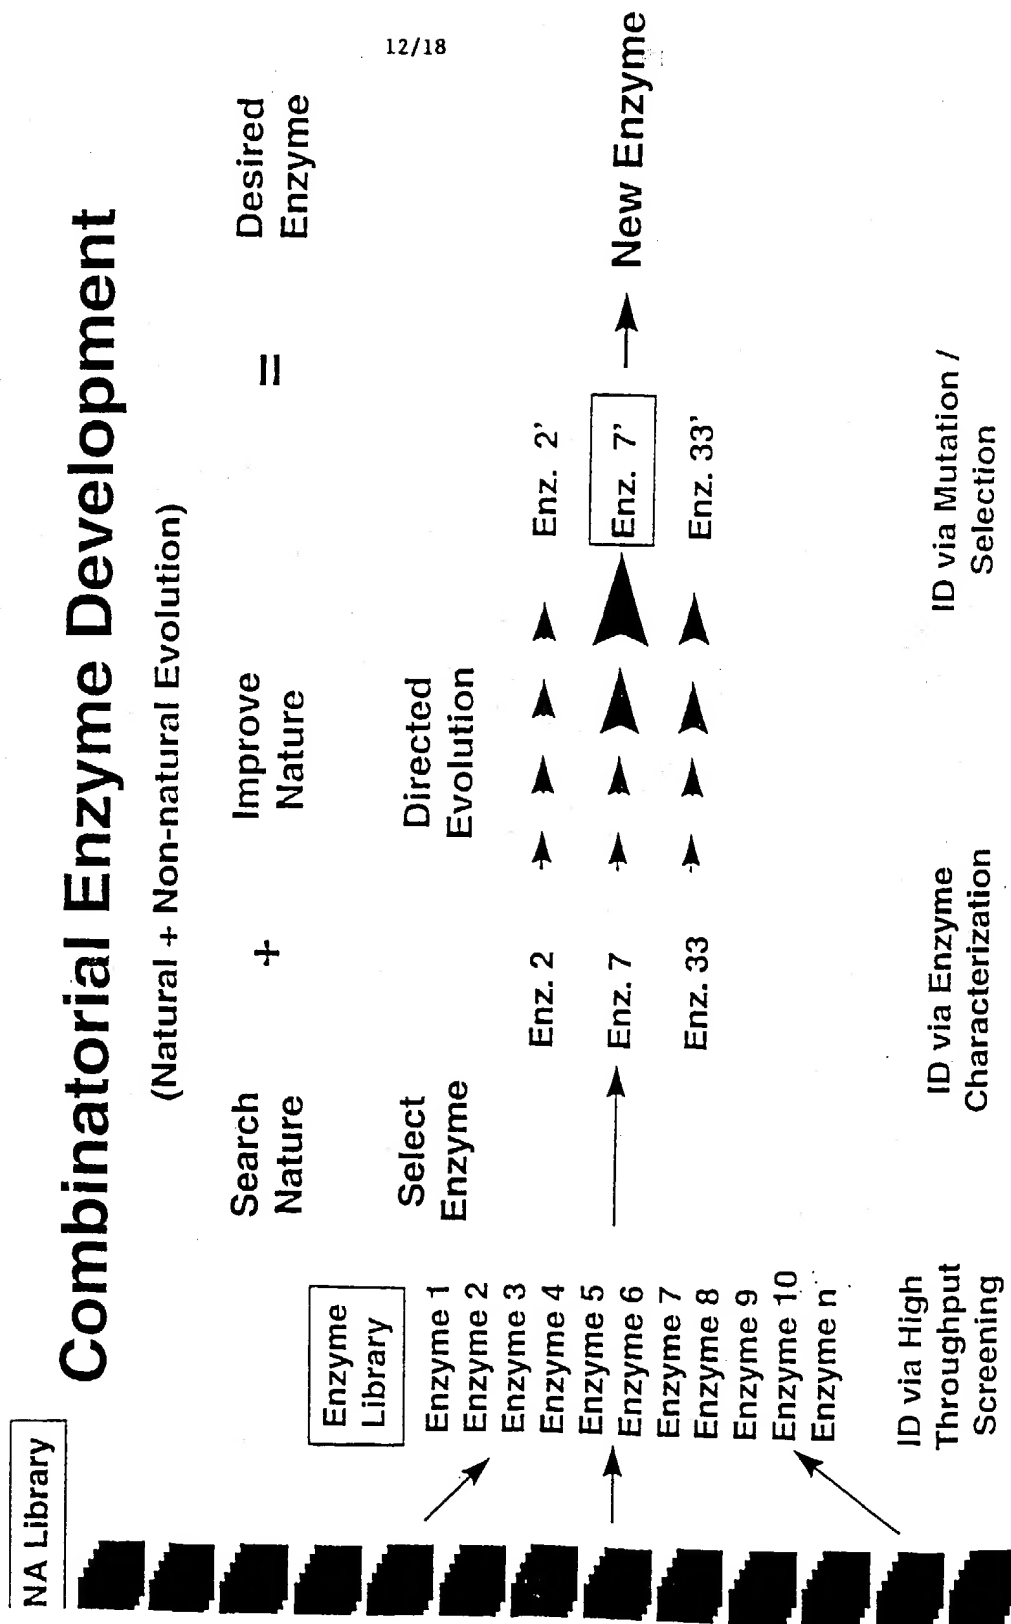 12/18
NA Library
Combinatorial Enzyme Development
(Natural + Non-natural Evolution)
Search
Nature
+
Improve
Nature
=
Desired
Enzyme
Enzyme
Library
Select
Enzyme
Directed
Evolution
Enzyme 1
Enzyme 2
Enzyme 3
Enzyme 4
Enzyme 5
Enzyme 6
Enzyme 7
Enzyme 8
Enzyme 9
Enzyme 10
Enzyme n
Enz. 2
Enz. 7
Enz. 33
Enz. 2'
Enz. 7'
Enz. 33'
New Enzyme
ID via High
Throughput
Screening
ID via Enzyme
Characterization
ID via Mutation /
Selection